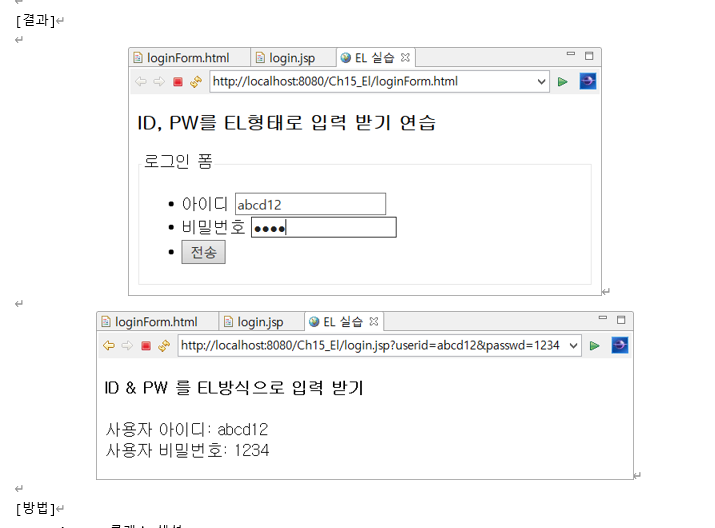 [결과]
loginForm.html login.jsp EL 실습
http://localhost:8080/Ch15_El/loginForm.html
ID, PW를 EL형태로 입력 받기 연습
로그인 폼
아이디 abcd12
비밀번호 ●●●●
전송
loginForm.html login.jsp EL 실습
http://localhost:8080/Ch15_El/login.jsp?userid=abcd12&passwd=1234
ID & PW 를 EL방식으로 입력 받기
사용자 아이디: abcd12
사용자 비밀번호: 1234
[방법]